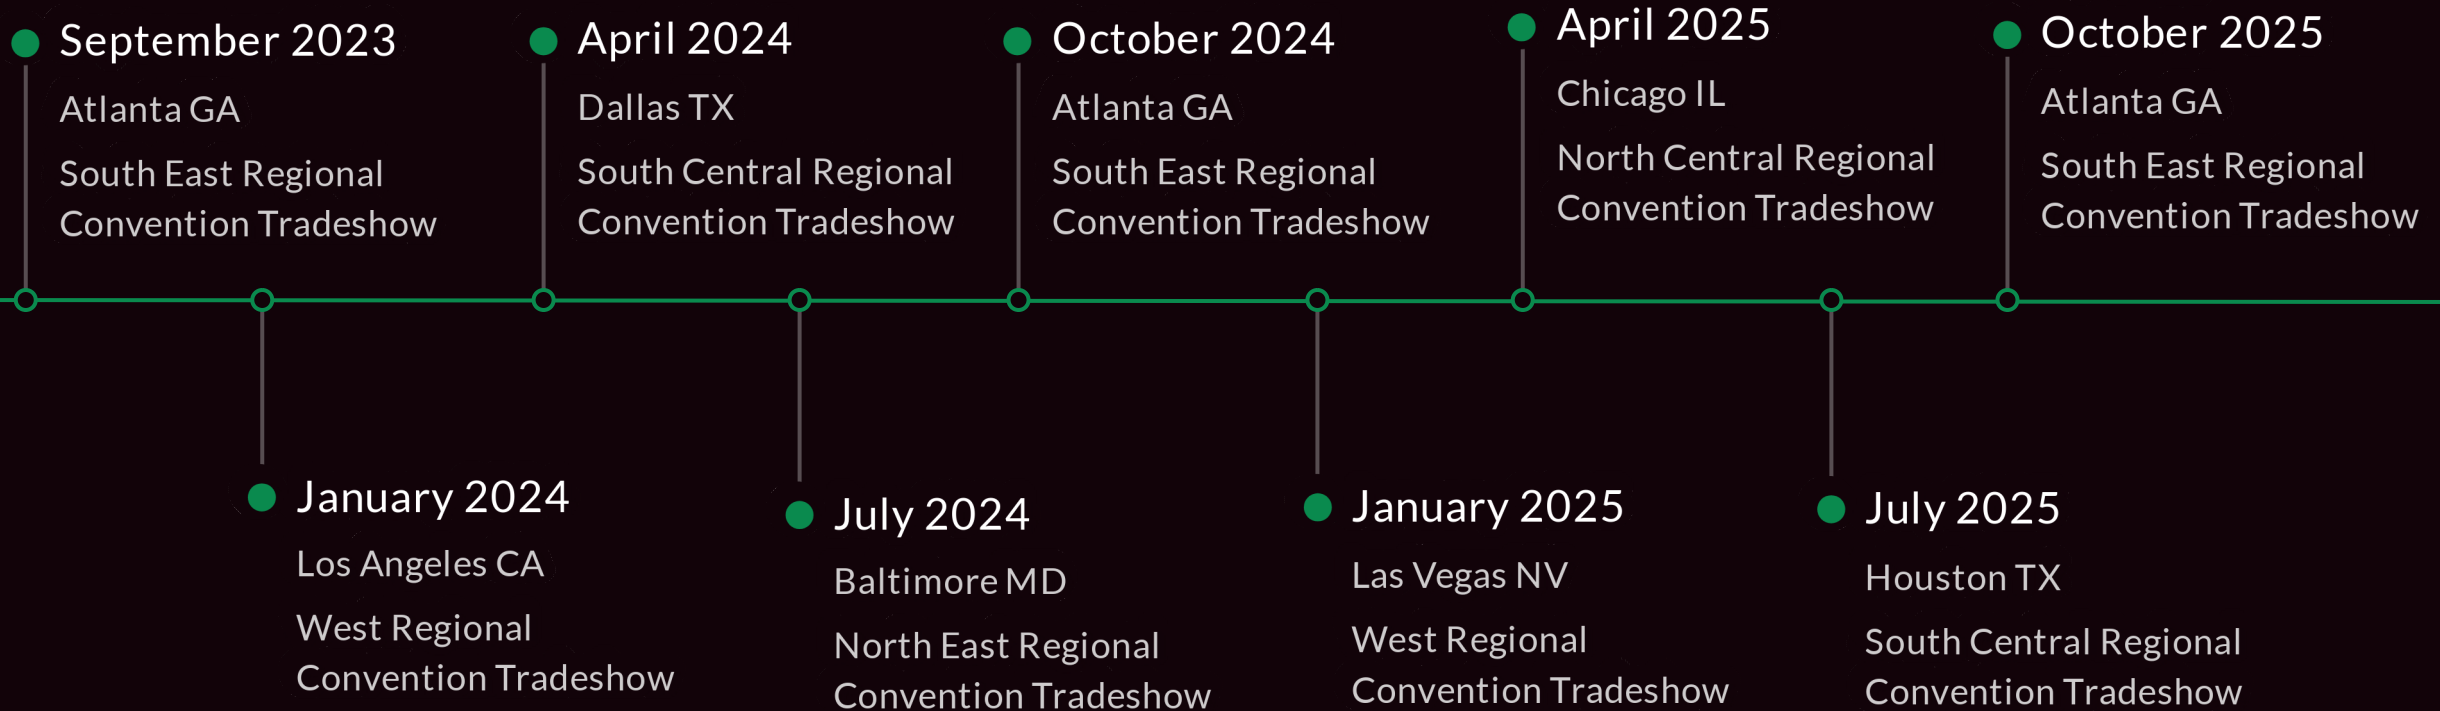 September 2023
Atlanta GA
South East Regional
Convention Tradeshow
January 2024
Los Angeles CA
West Regional
Convention Tradeshow
April 2024
Dallas TX
South Central Regional
Convention Tradeshow
July 2024
Baltimore MD
North East Regional
Convention Tradeshow
October 2024
Atlanta GA
South East Regional
Convention Tradeshow
January 2025
Las Vegas NV
West Regional
Convention Tradeshow
April 2025
Chicago IL
North Central Regional
Convention Tradeshow
July 2025
Houston TX
South Central Regional
Convention Tradeshow
October 2025
Atlanta GA
South East Regional
Convention Tradeshow